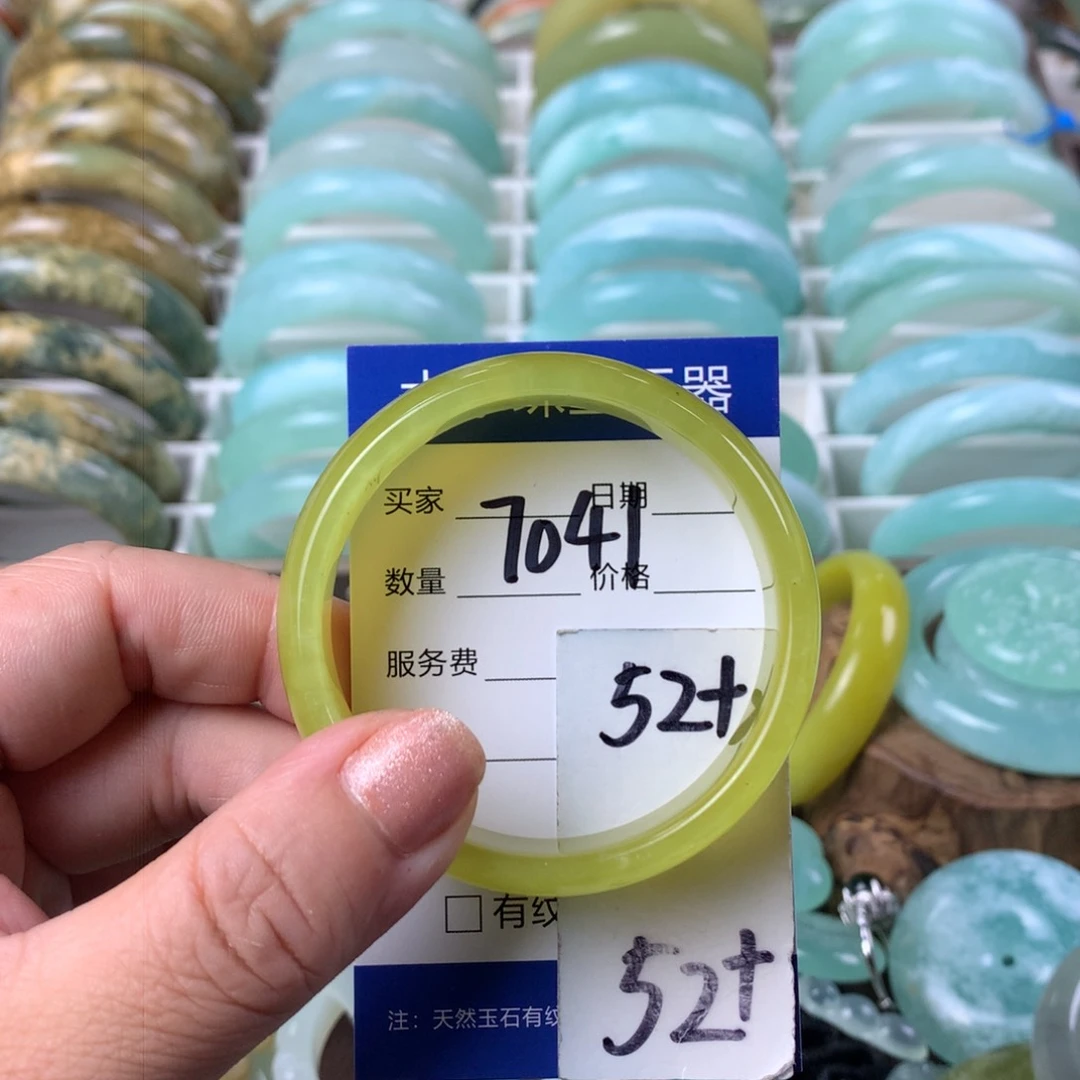 器
买家 7041 日期
数量 价格
服务费
52+
有纹
52+
注：天然玉石有纹